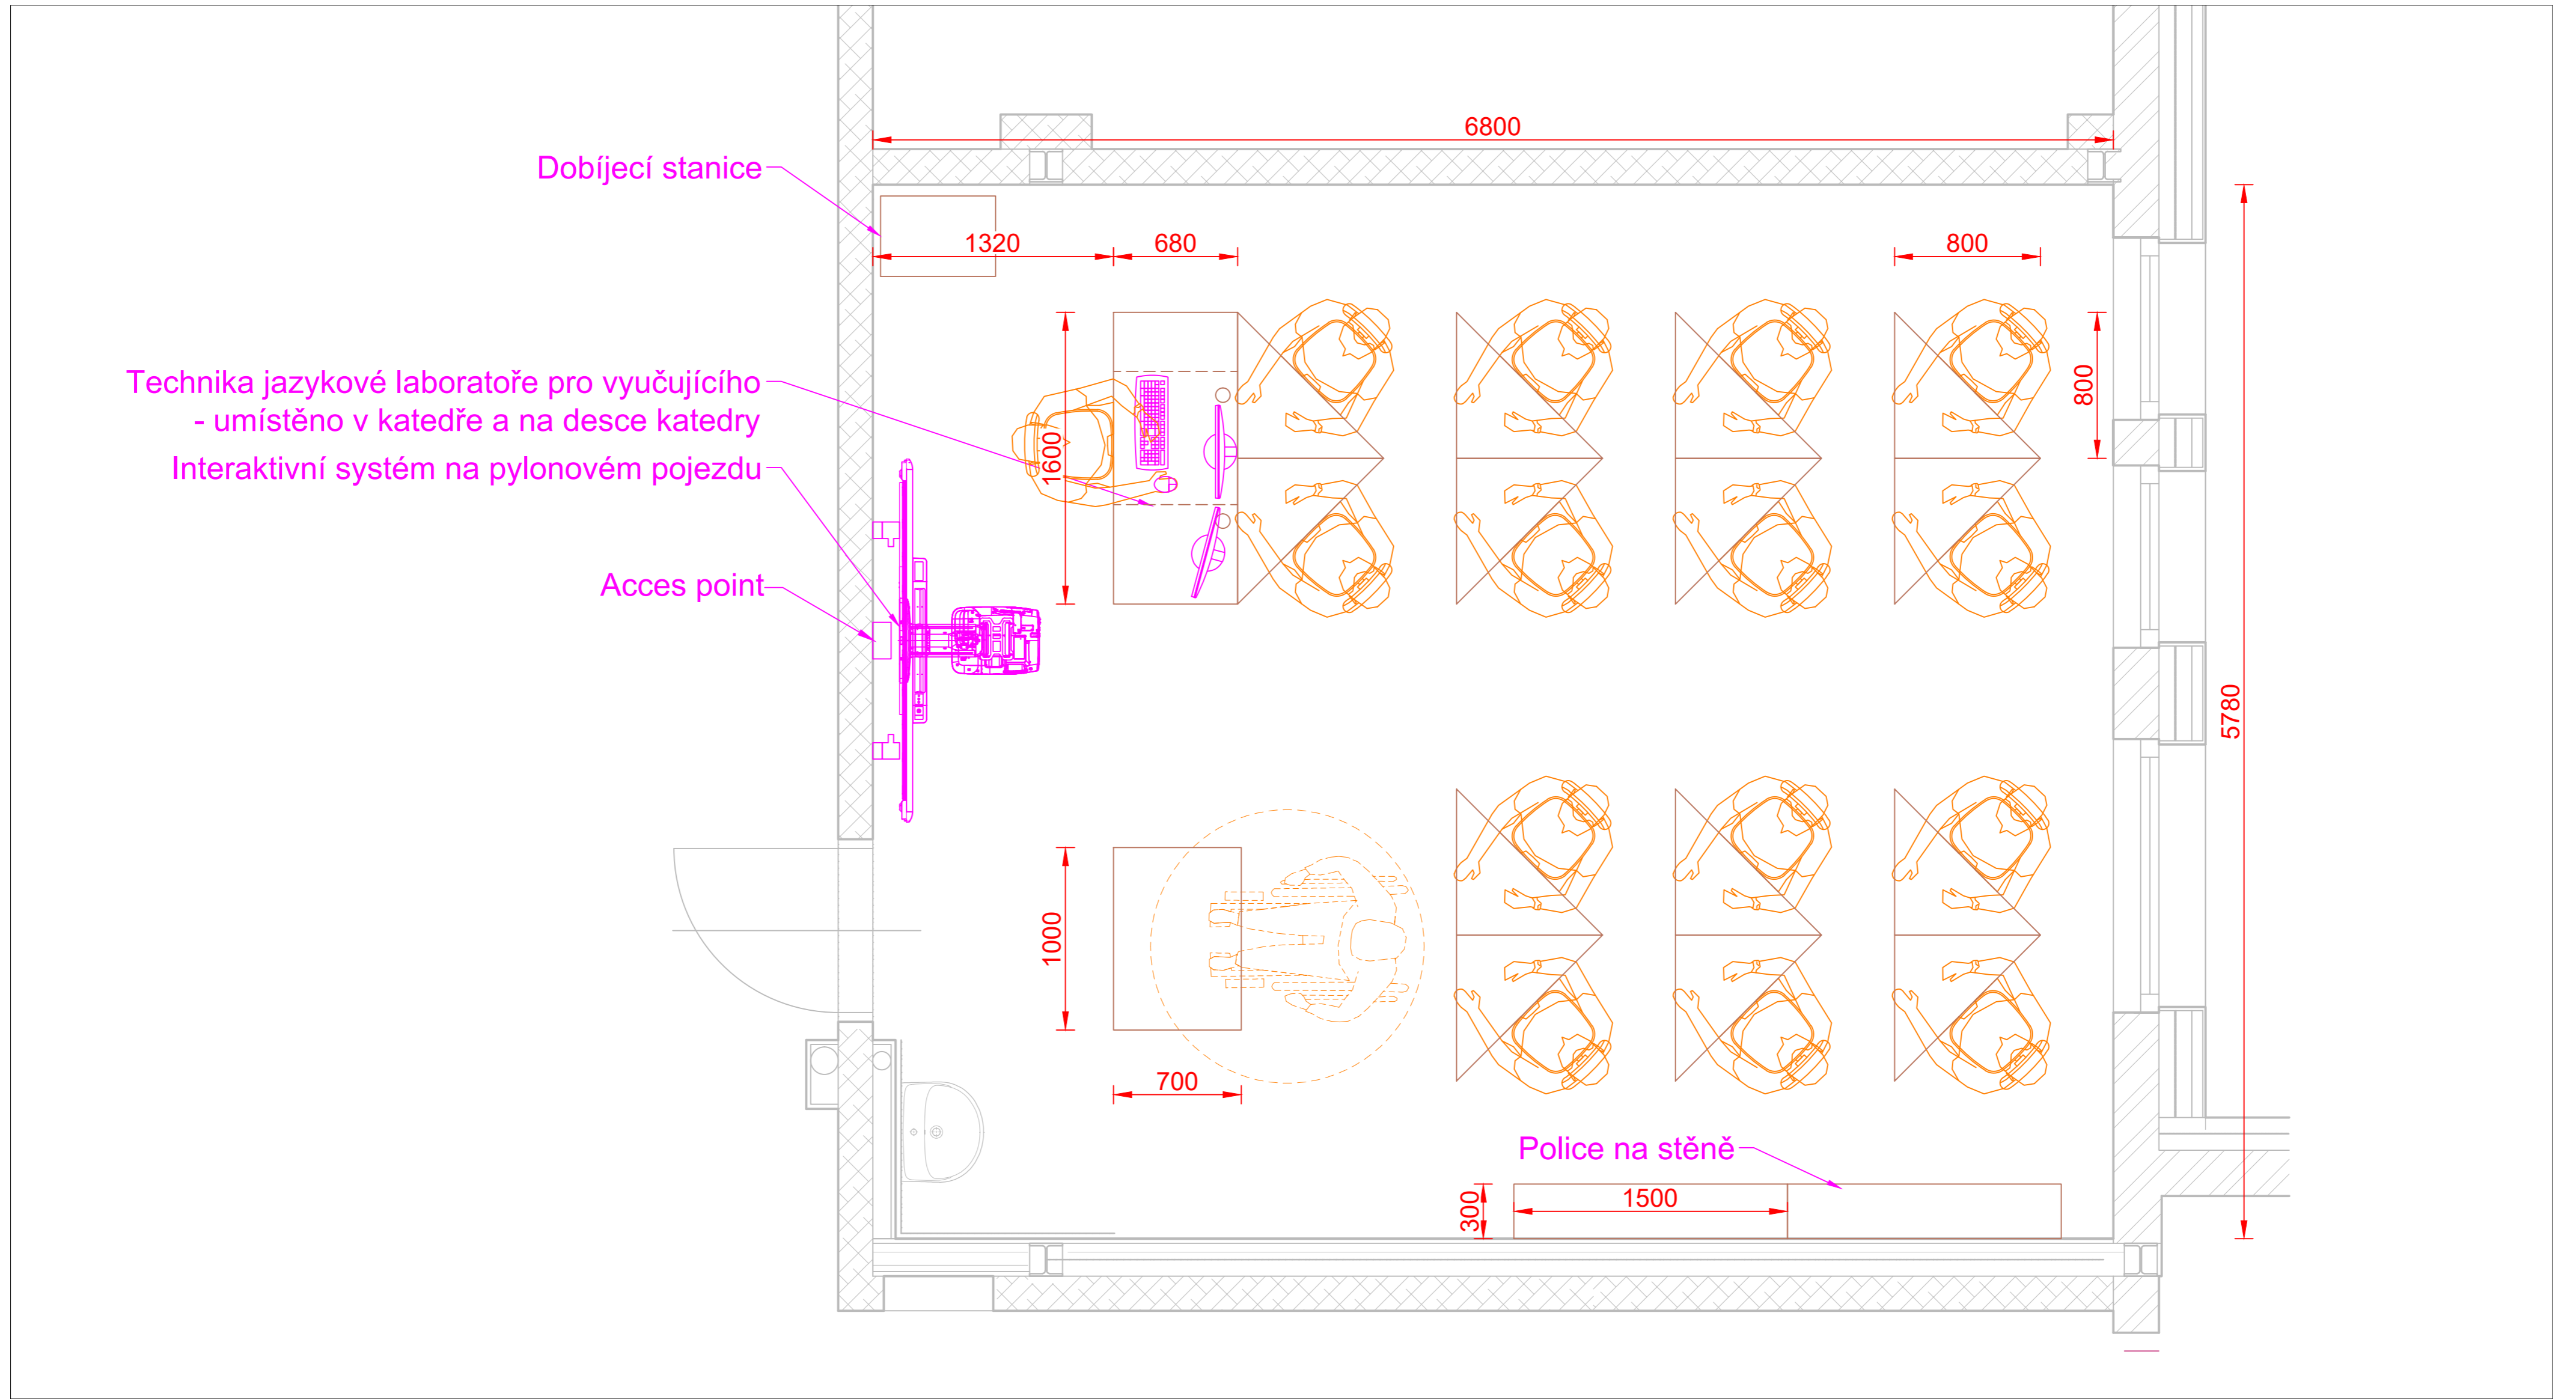 6800
Dobíjecí stanice
1320
680
800
Technika jazykové laboratoře pro vyučujícího
- umístěno v katedře a na desce katedry
800
1600
Interaktivní systém na pylonovém pojezdu
Acces point
5780
1000
700
Police na stěně
300
1500